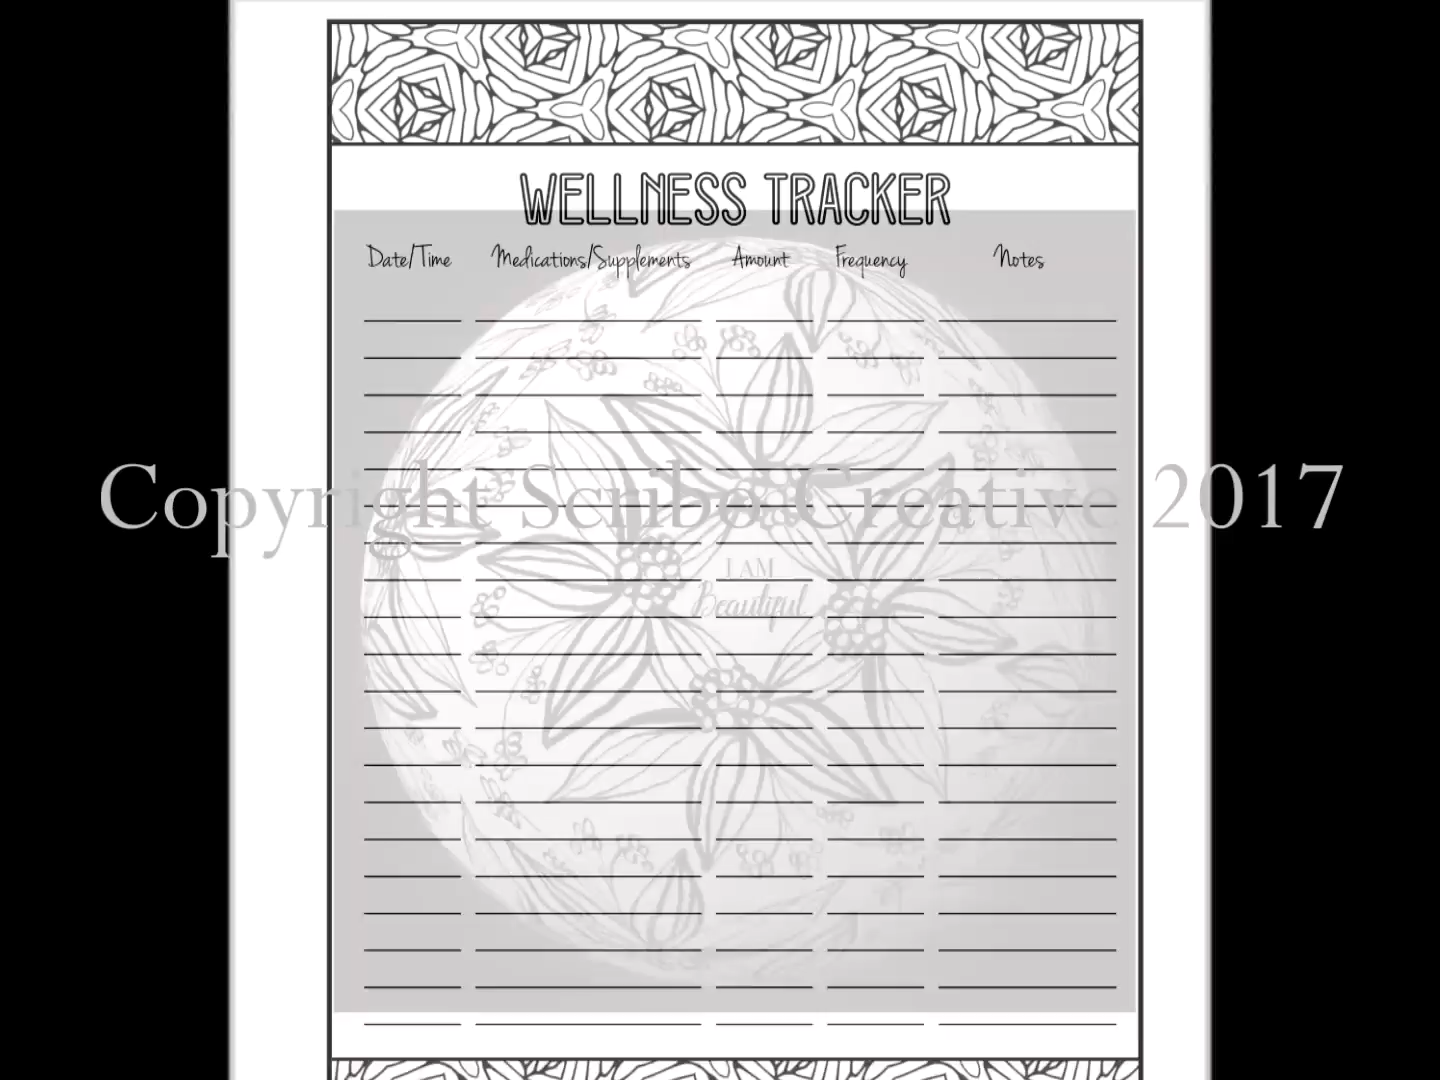 WELLNESS TRACKER
Date/Time Medications/Supplements Amount Frequency Notes
Copyright Scribo Creative 2017
I AM
Beautiful